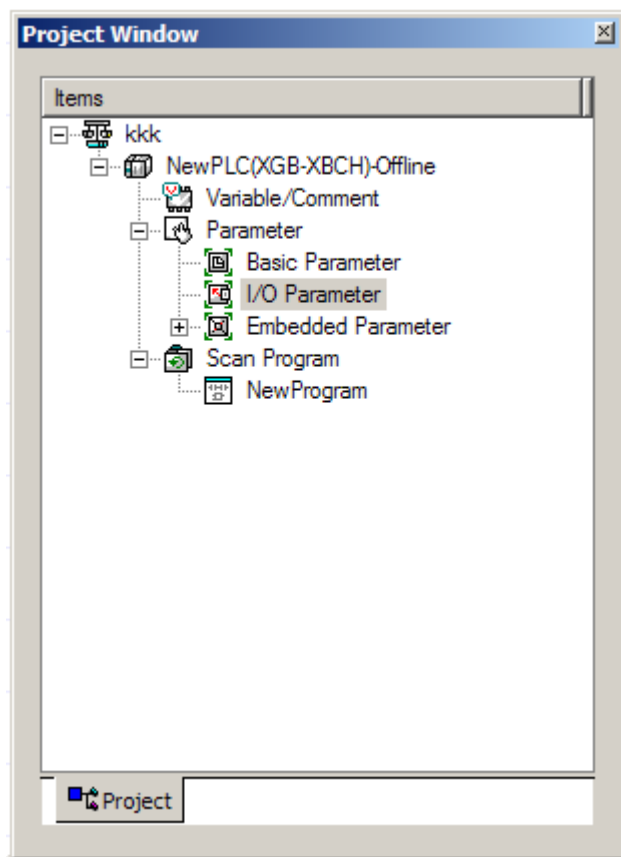 Project Window
Items
kkk
NewPLC(XGB-XBCH)-Offline
Variable/Comment
Parameter
Basic Parameter
I/O Parameter
Embedded Parameter
Scan Program
NewProgram
Project